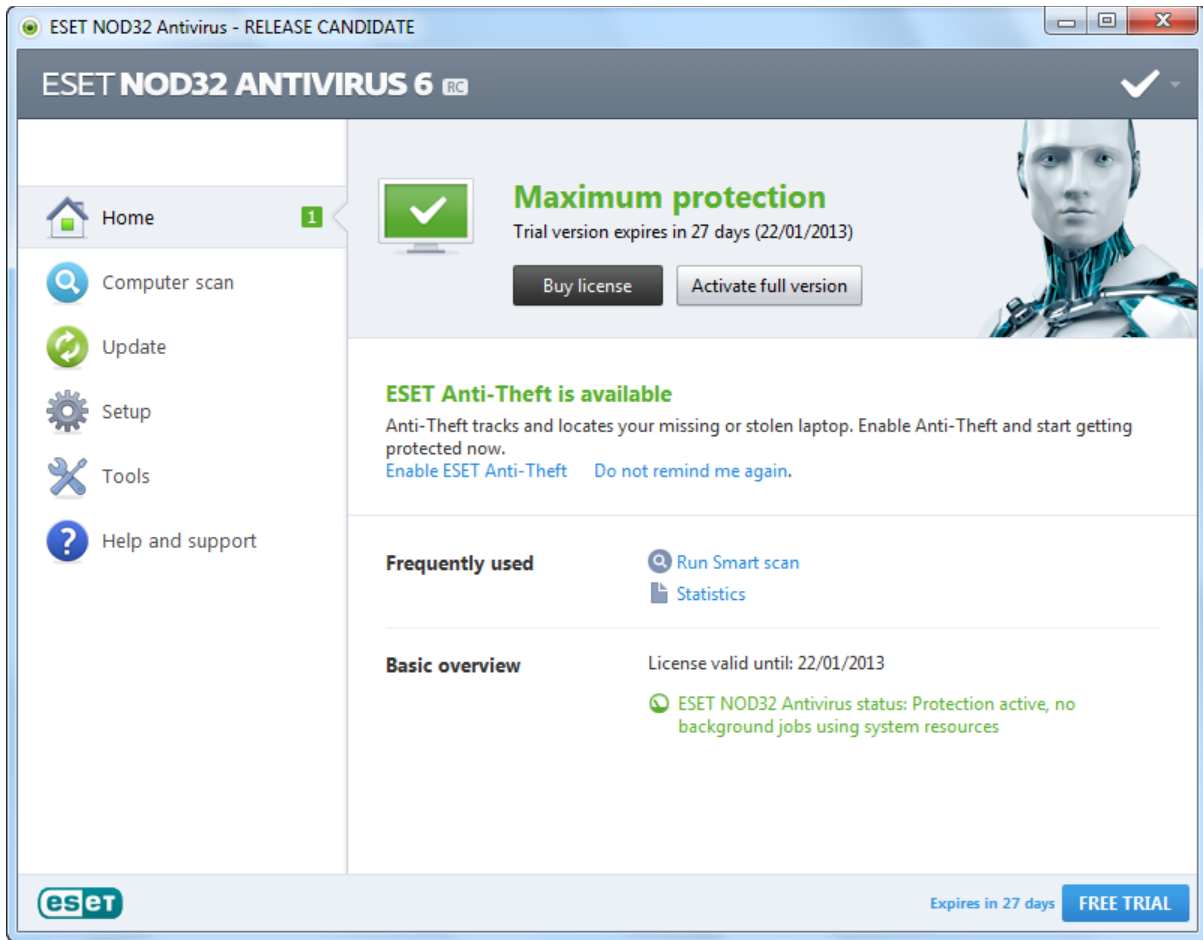 ESET NOD32 Antivirus - RELEASE CANDIDATE
ESET NOD32 ANTIVIRUS 6 RC
Home 1
Computer scan
Update
Setup
Tools
Help and support
Maximum protection
Trial version expires in 27 days (22/01/2013)
Buy license Activate full version
ESET Anti-Theft is available
Anti-Theft tracks and locates your missing or stolen laptop. Enable Anti-Theft and start getting
protected now.
Enable ESET Anti-Theft Do not remind me again.
Frequently used
Run Smart scan
Statistics
Basic overview
License valid until: 22/01/2013
ESET NOD32 Antivirus status: Protection active, no
background jobs using system resources
eseT
Expires in 27 days FREE TRIAL